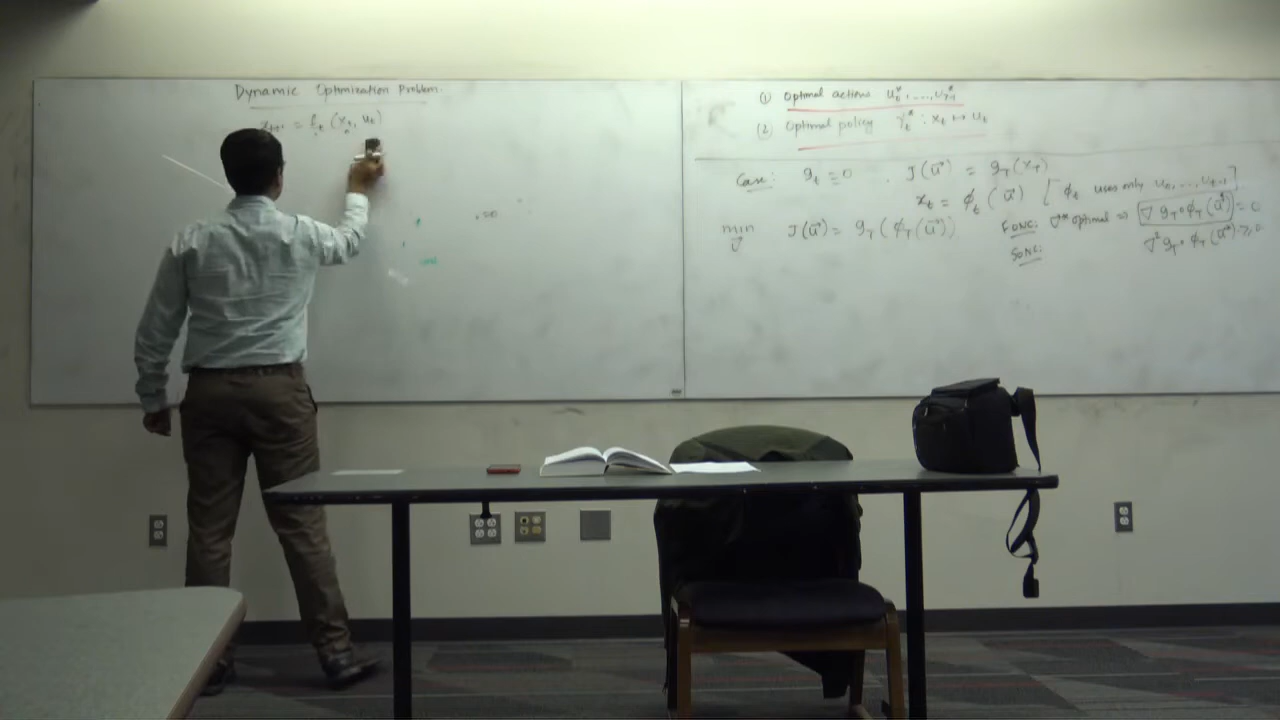 Dynamic Optimization Problem
x_{t+1} = f_t (x_t, u_t)
① Optimal actions u_0^*, ..., u_{T-1}^*
② Optimal policy γ_t^* : x_t ↦ u_t
Case: g_t ≡ 0 . J(u⃗) = g_T(x_T)
x_t = φ_t (u⃗) [ φ_t uses only u_0, ..., u_{t-1} ]
min J(u⃗) = g_T ( φ_T (u⃗) ) FONC: optimal ⇒ ∇ g_T∘φ_T (u⃗^*) = 0
SONC: ∇² g_T∘φ_T (u⃗^*) ≥ 0